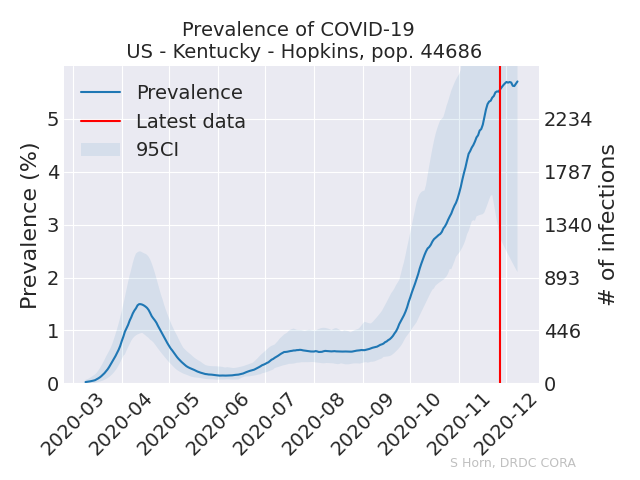 Prevalence of COVID-19
US - Kentucky - Hopkins, pop. 44686
Prevalence
Latest data
95CI
Prevalence (%)
5
4
3
2
1
0
2234
1787
1340
893
446
0
# of infections
2020-03
2020-04
2020-05
2020-06
2020-07
2020-08
2020-09
2020-10
2020-11
2020-12
S Horn, DRDC CORA